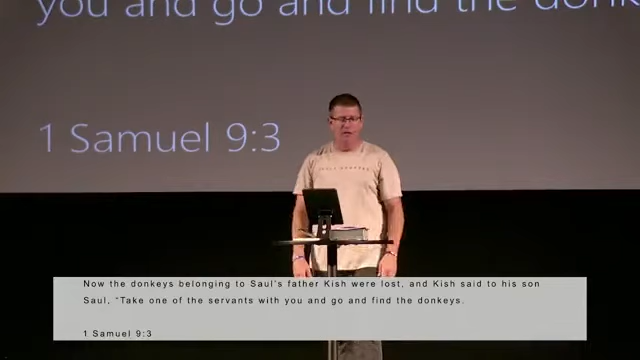 you and go and find the donk
1 Samuel 9:3
Now the donkeys belonging to Saul's father Kish were lost, and Kish said to his son
Saul, “Take one of the servants with you and go and find the donkeys.
1 Samuel 9:3